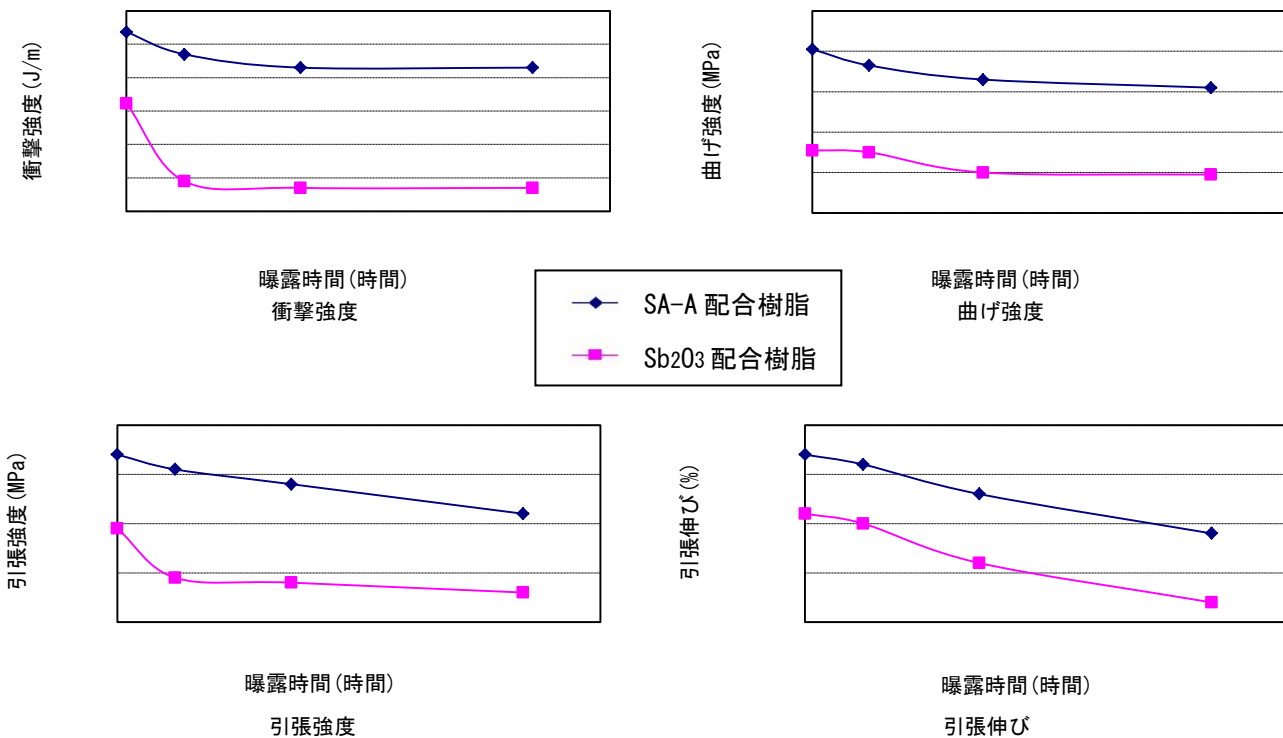 衝撃強度(J/m)
曲げ強度(MPa)
曝露時間(時間)
衝撃強度
曝露時間(時間)
曲げ強度
SA-A 配合樹脂
Sb₂O₃ 配合樹脂
引張強度(MPa)
引張伸び(%)
曝露時間(時間)
引張強度
曝露時間(時間)
引張伸び